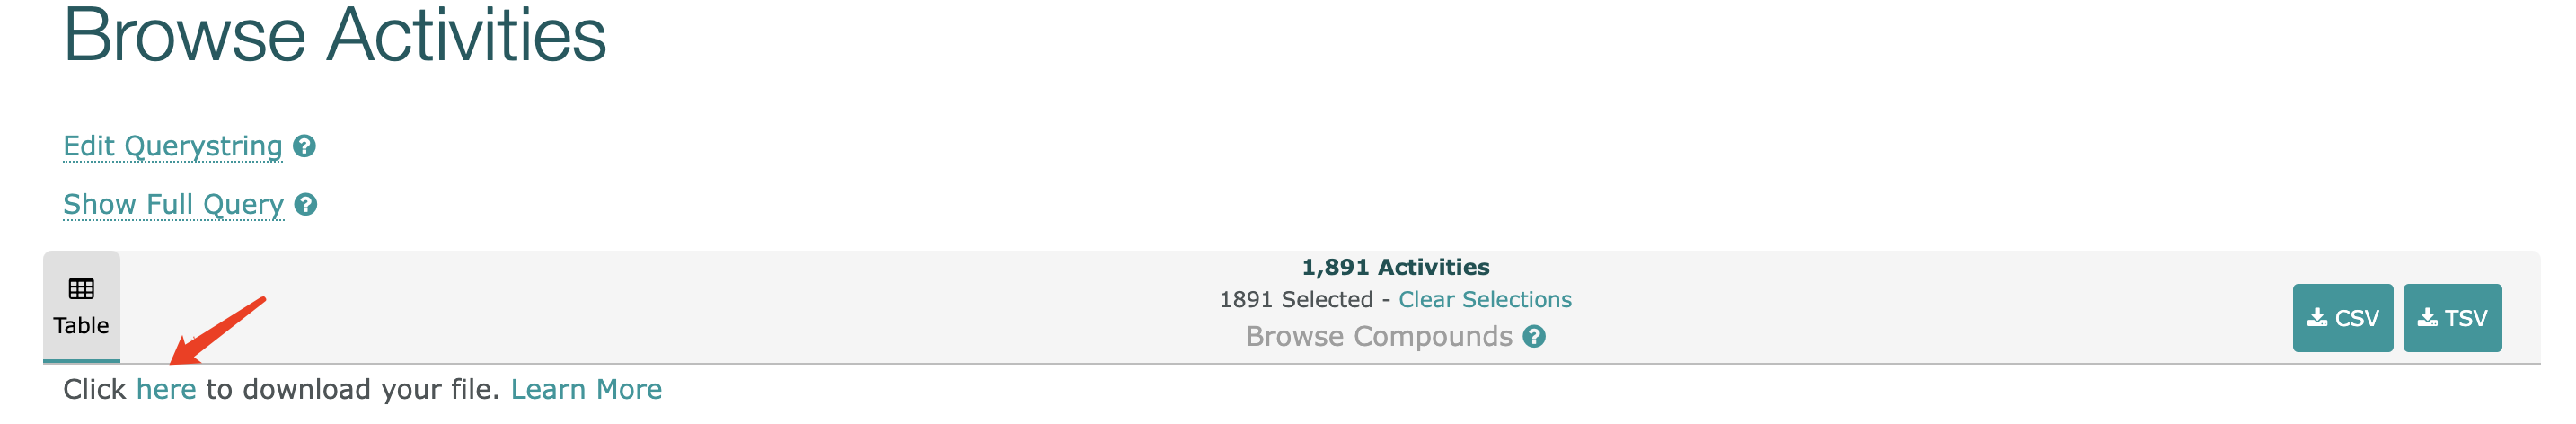 Browse Activities
Edit Querystring ?
Show Full Query ?
Table
1,891 Activities
1891 Selected - Clear Selections
Browse Compounds ?
CSV
TSV
Click here to download your file. Learn More